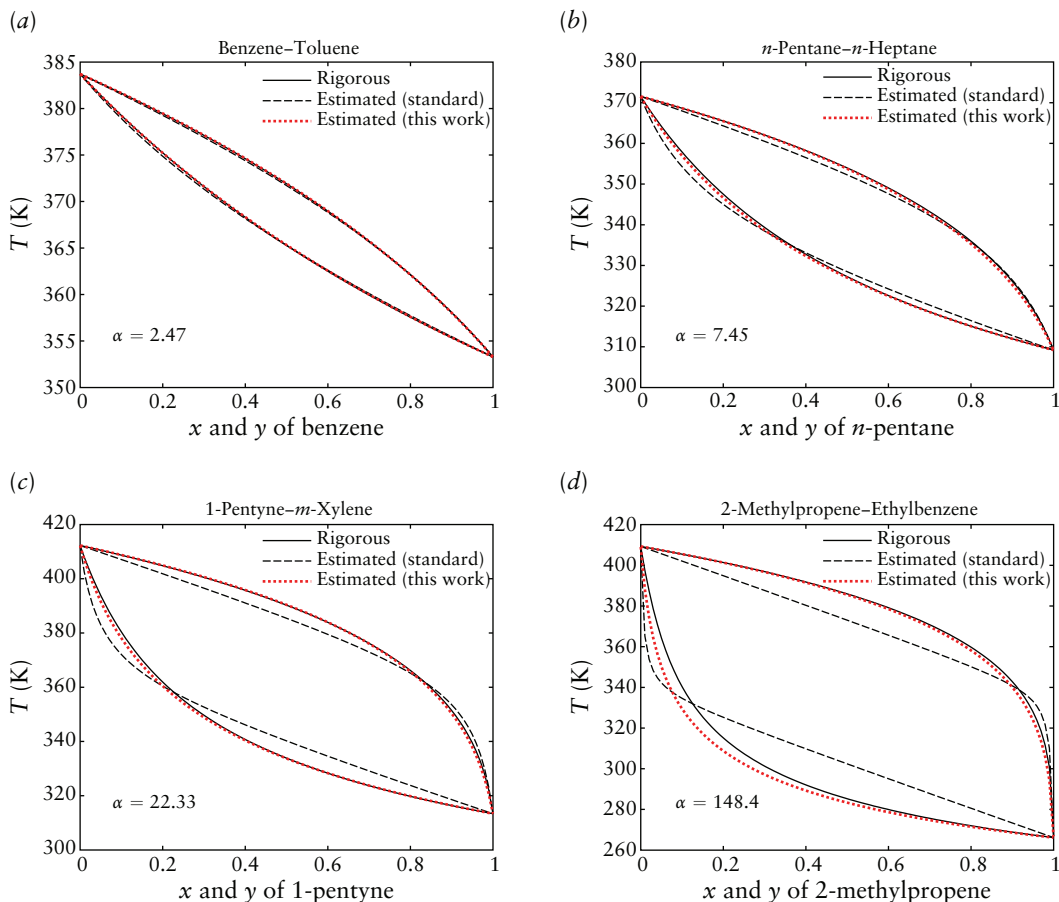 (a)
Benzene–Toluene
Rigorous
Estimated (standard)
Estimated (this work)
385
380
375
370
365
360
355
350
T (K)
α = 2.47
0 0.2 0.4 0.6 0.8 1
x and y of benzene
(b)
n-Pentane–n-Heptane
Rigorous
Estimated (standard)
Estimated (this work)
380
370
360
350
340
330
320
310
300
T (K)
α = 7.45
0 0.2 0.4 0.6 0.8 1
x and y of n-pentane
(c)
1-Pentyne–m-Xylene
Rigorous
Estimated (standard)
Estimated (this work)
420
400
380
360
340
320
300
T (K)
α = 22.33
0 0.2 0.4 0.6 0.8 1
x and y of 1-pentyne
(d)
2-Methylpropene–Ethylbenzene
Rigorous
Estimated (standard)
Estimated (this work)
420
400
380
360
340
320
300
280
260
T (K)
α = 148.4
0 0.2 0.4 0.6 0.8 1
x and y of 2-methylpropene